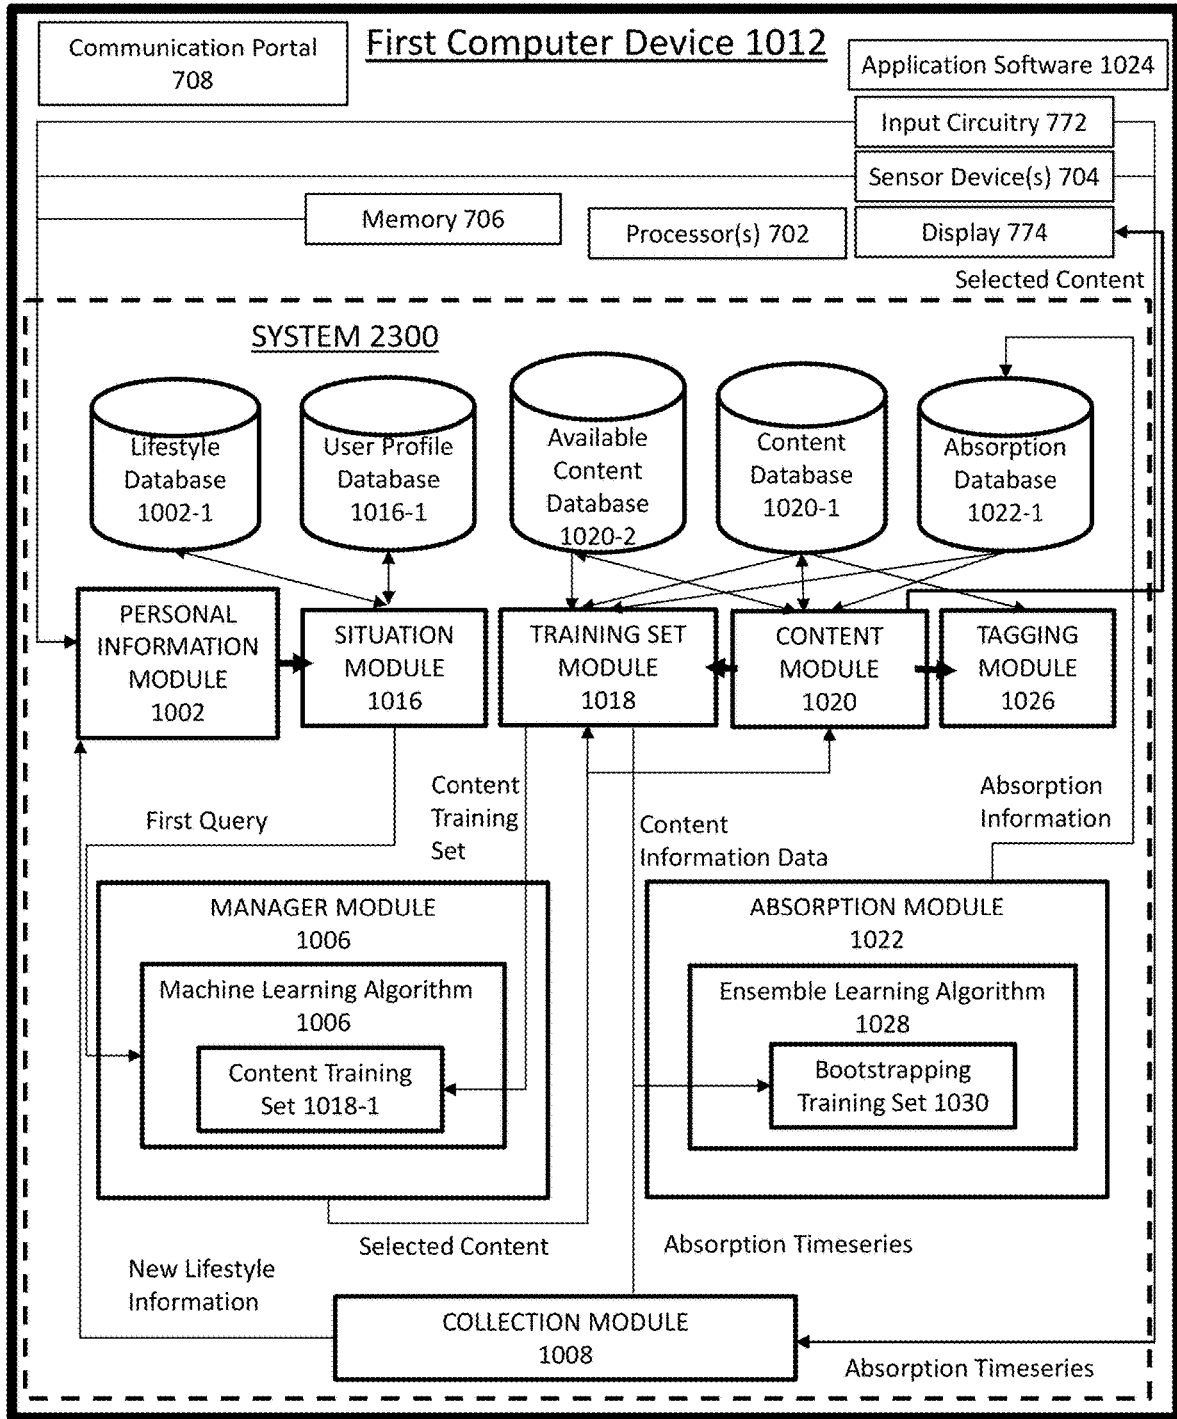 First Computer Device 1012
Communication Portal
708
Application Software 1024
Input Circuitry 772
Sensor Device(s) 704
Memory 706
Processor(s) 702
Display 774
Selected Content
SYSTEM 2300
Lifestyle
Database
1002-1
User Profile
Database
1016-1
Available
Content
Database
1020-2
Content
Database
1020-1
Absorption
Database
1022-1
PERSONAL
INFORMATION
MODULE
1002
SITUATION
MODULE
1016
TRAINING SET
MODULE
1018
CONTENT
MODULE
1020
TAGGING
MODULE
1026
First Query
Content
Training
Set
Content
Information Data
Absorption
Information
MANAGER MODULE
1006
Machine Learning Algorithm
1006
Content Training
Set 1018-1
ABSORPTION MODULE
1022
Ensemble Learning Algorithm
1028
Bootstrapping
Training Set 1030
Selected Content
Absorption Timeseries
New Lifestyle
Information
COLLECTION MODULE
1008
Absorption Timeseries